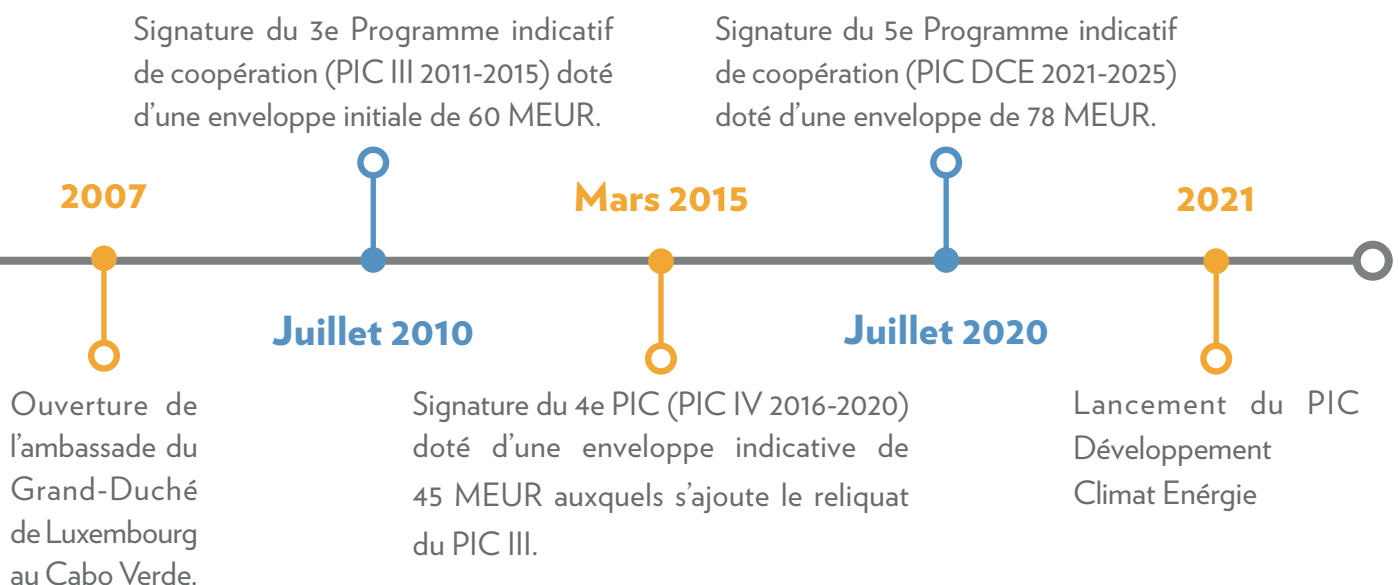 Signature du 3e Programme indicatif
de coopération (PIC III 2011-2015) doté
d'une enveloppe initiale de 60 MEUR.
Signature du 5e Programme indicatif
de coopération (PIC DCE 2021-2025)
doté d'une enveloppe de 78 MEUR.
2007
Mars 2015
2021
Juillet 2010
Juillet 2020
Ouverture de
l'ambassade du
Grand-Duché
de Luxembourg
au Cabo Verde.
Signature du 4e PIC (PIC IV 2016-2020)
doté d'une enveloppe indicative de
45 MEUR auxquels s'ajoute le reliquat
du PIC III.
Lancement du PIC
Développement
Climat Enérgie